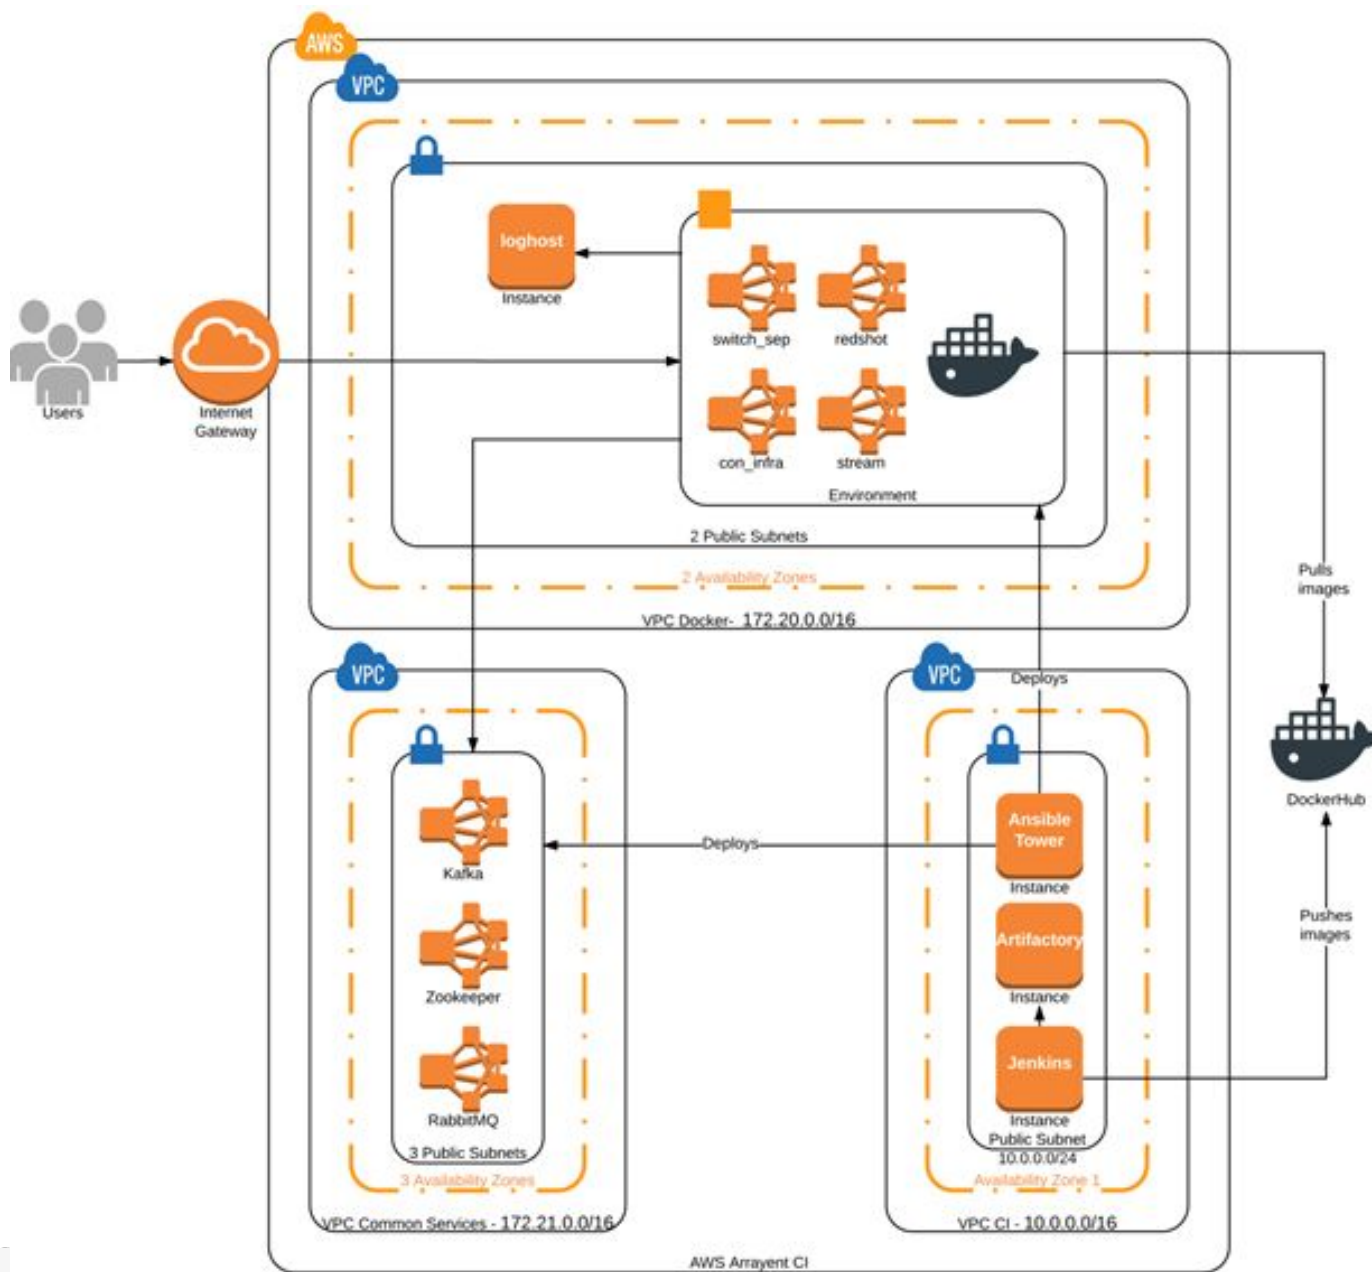 AWS
VPC
loghost
Instance
switch_sep
redshot
con_infra
stream
Environment
2 Public Subnets
2 Availability Zones
VPC Docker- 172.20.0.0/16
Users
Internet
Gateway
Pulls
images
DockerHub
Pushes
images
VPC
Kafka
Zookeeper
RabbitMQ
3 Public Subnets
3 Availability Zones
VPC Common Services - 172.21.0.0/16
Deploys
VPC
Deploys
Ansible
Tower
Instance
Artifactory
Instance
Jenkins
Instance
Public Subnet
10.0.0.0/24
Availability Zone 1
VPC CI - 10.0.0.0/16
AWS Arrayent CI